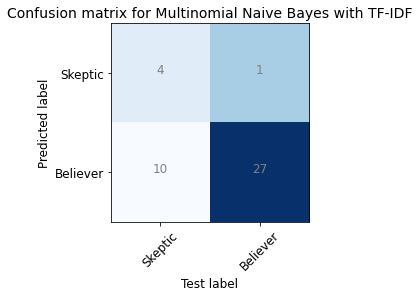 Confusion matrix for Multinomial Naive Bayes with TF-IDF
Predicted label
Skeptic
4
1
Believer
10
27
Skeptic
Believer
Test label